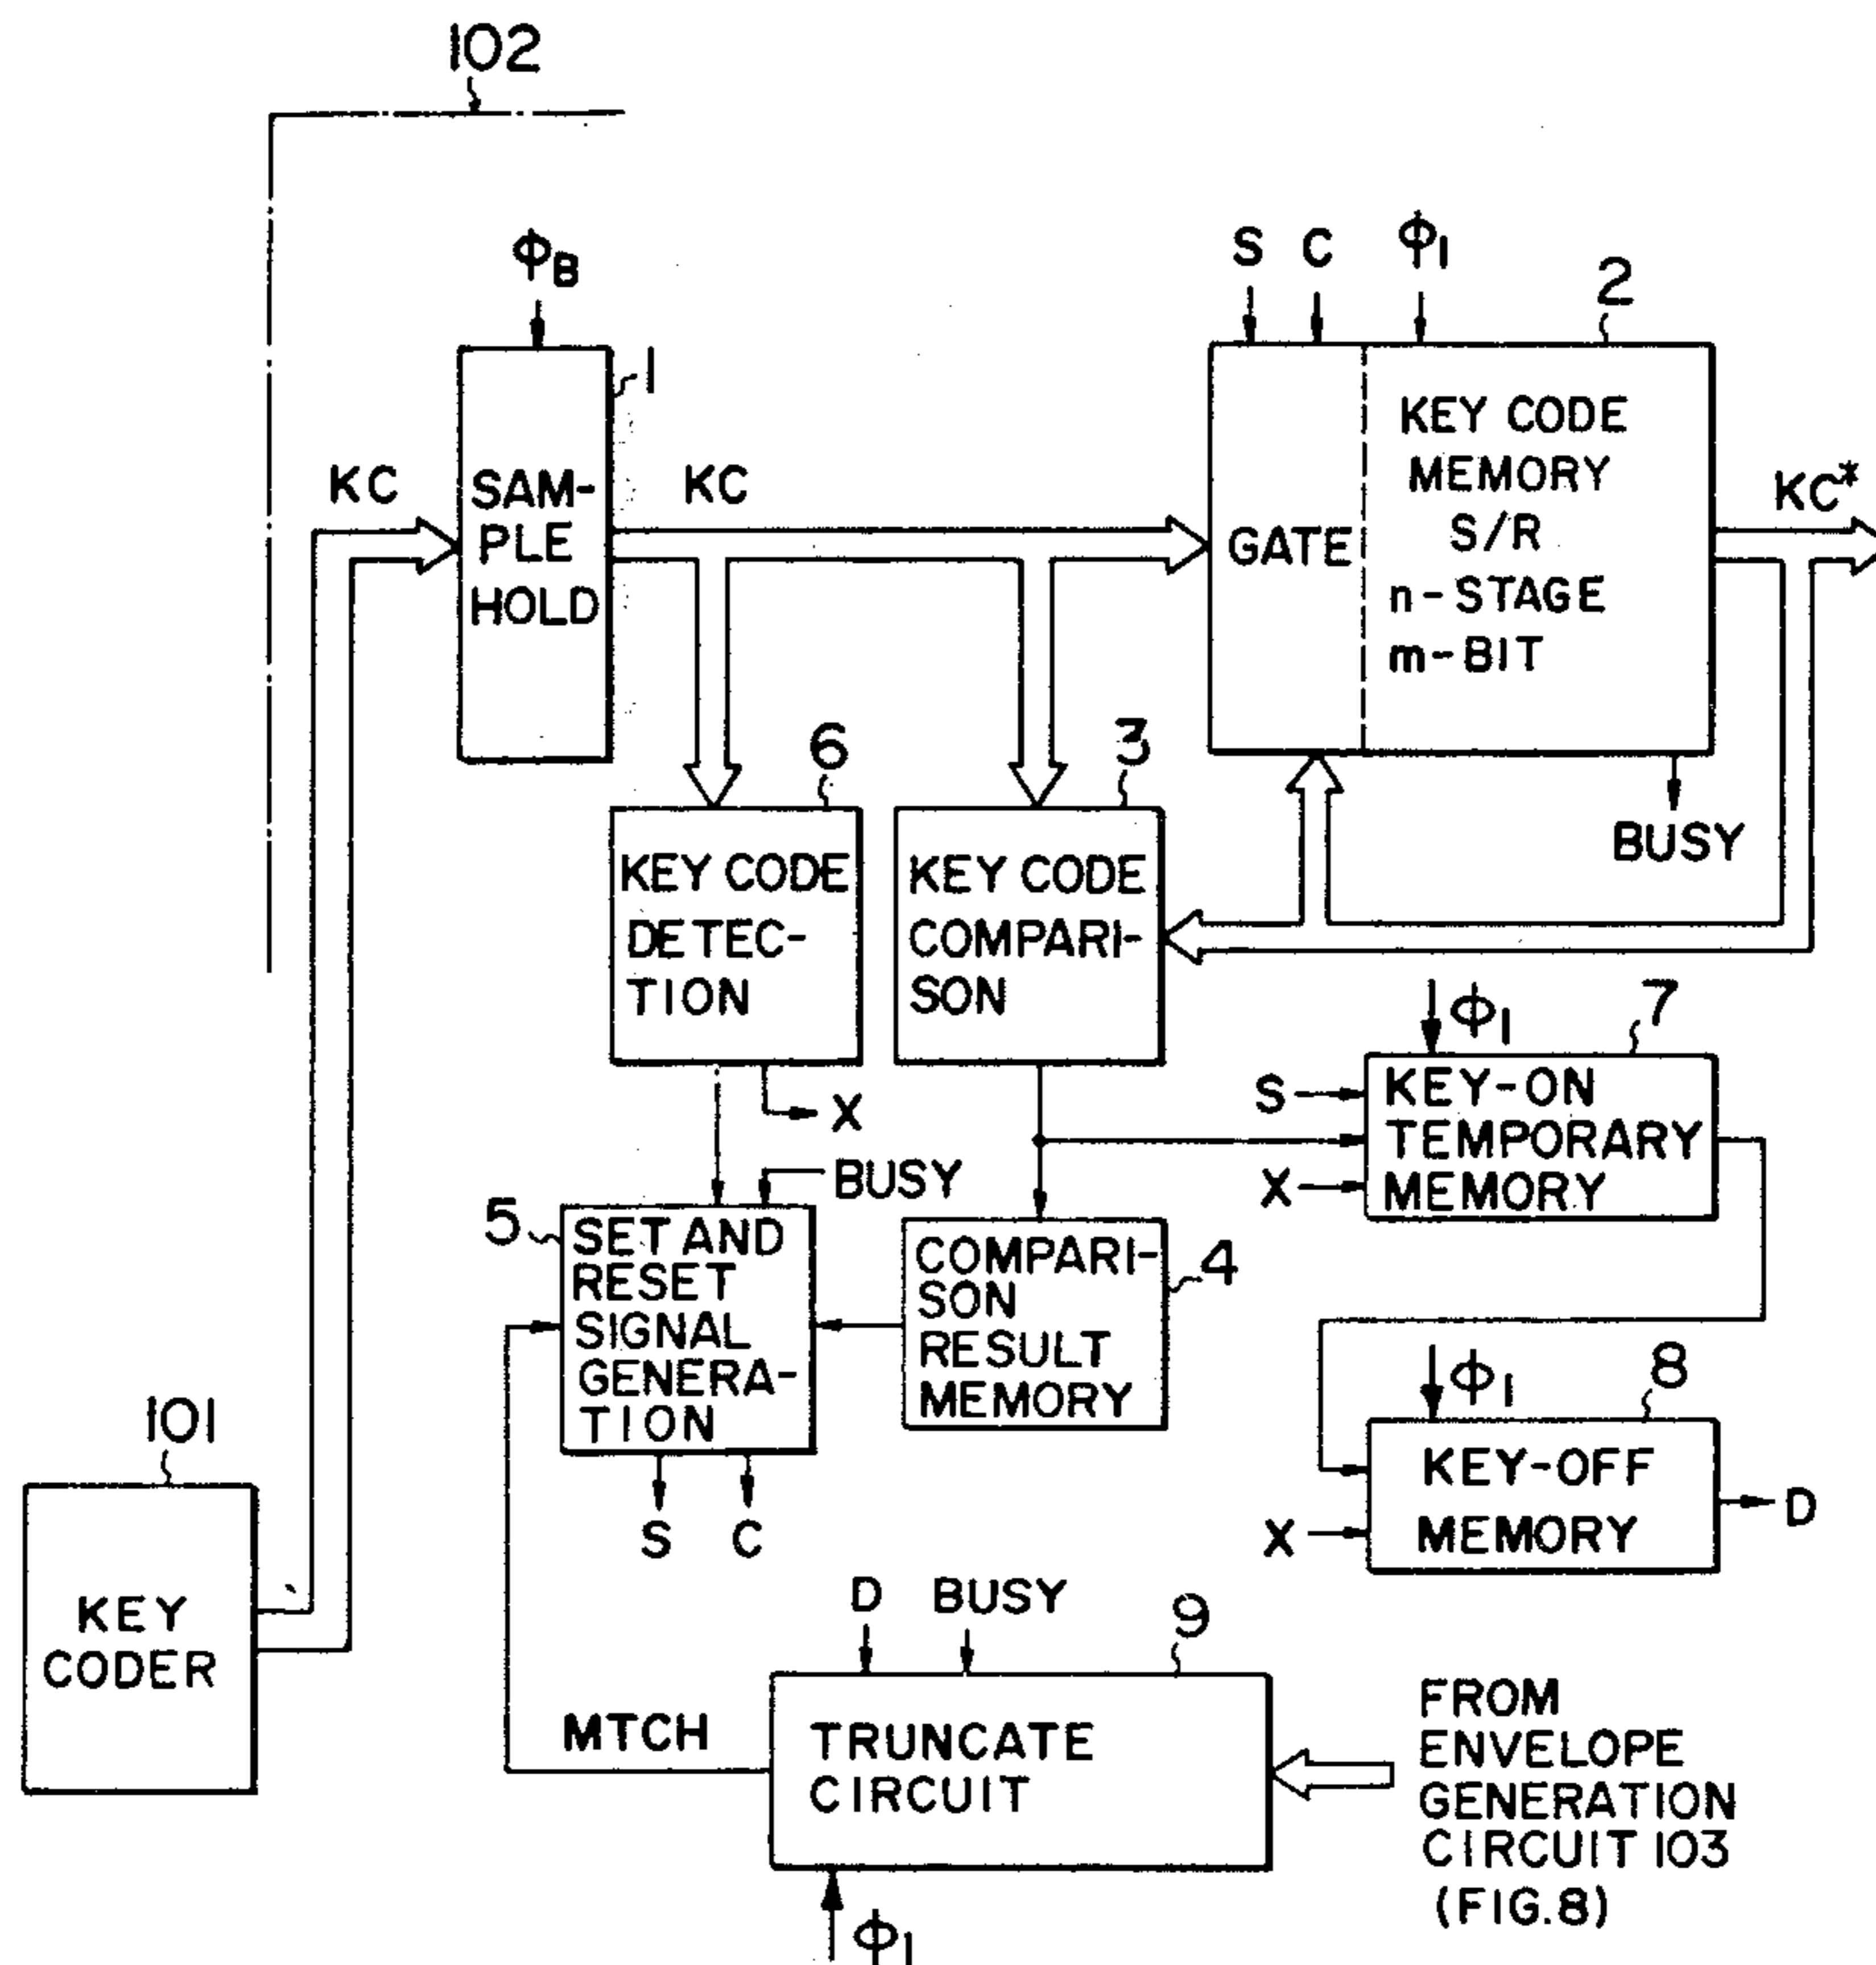 102
ΦB
S C Φ1
2
1
KC
SAM-
PLE
HOLD
KC
GATE
KEY CODE
MEMORY
S/R
n-STAGE
m-BIT
KC*
6
3
BUSY
KEY CODE
DETEC-
TION
KEY CODE
COMPARI-
SON
X
Φ1
7
S
X
KEY-ON
TEMPORARY
MEMORY
BUSY
5
SET AND
RESET
SIGNAL
GENERA-
TION
COMPARI-
SON
RESULT
MEMORY
4
S C
Φ1
8
X
KEY-OFF
MEMORY
D
101
KEY
CODER
D BUSY
9
MTCH
TRUNCATE
CIRCUIT
Φ1
FROM
ENVELOPE
GENERATION
CIRCUIT 103
(FIG.8)